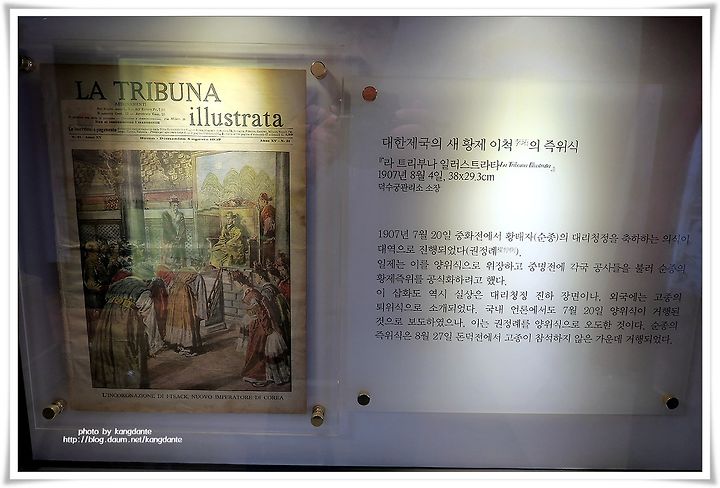 LA TRIBUNA
illustrata
L'INCORONAZIONE DI I-TSACK, NUOVO IMPERATORE DI COREA
대한제국의 새 황제 이척의 즉위식
『라 트리부나 일러스트라타La Tribuna Illustrata』
1907년 8월 4일, 38x29.3cm
덕수궁관리소 소장
1907년 7월 20일 중화전에서 황태자(순종)의 대리청정을 축하하는 의식이
대역으로 진행되었다(권정례).
일제는 이를 양위식으로 위장하고 중명전에 각국 공사들을 불러 순종의
황제즉위를 공식화하려고 했다.
이 삽화도 역시 실상은 대리청정 진하 장면이나, 외국에는 고종의
퇴위식으로 소개되었다. 국내 언론에서도 7월 20일 양위식이 거행된
것으로 보도하였으나, 이는 권정례를 양위식으로 오도한 것이다. 순종의
즉위식은 8월 27일 돈덕전에서 고종이 참석하지 않은 가운데 거행되었다.
photo by kangdante
http://blog.daum.net/kangdante